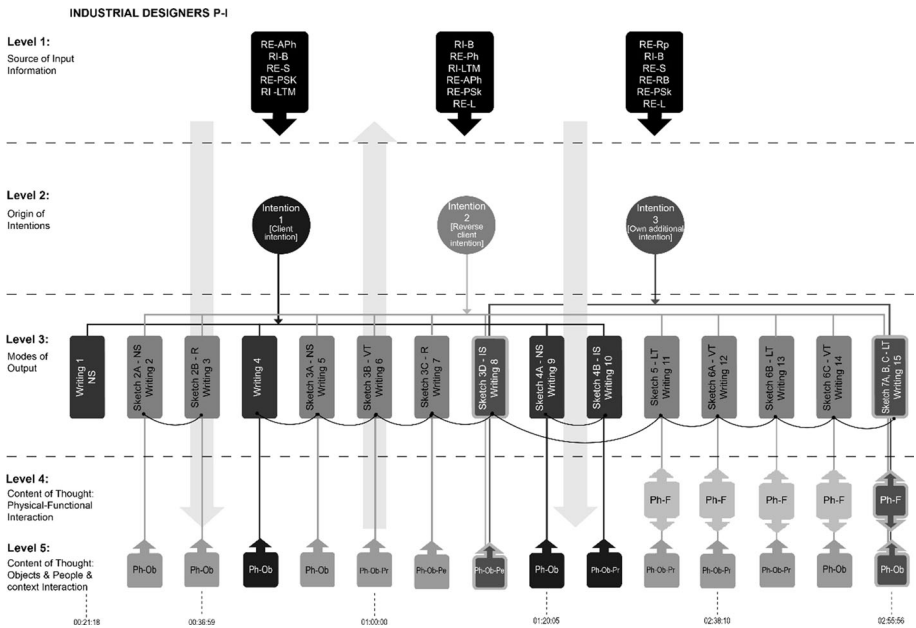 INDUSTRIAL DESIGNERS P-I
Level 1:
Source of Input
Information
RE-APh
RI-B
RE-S
RE-PSK
RI -LTM
RI-B
RE-Ph
RI-LTM
RE-APh
RE-PSk
RE-L
RE-Rp
RI-B
RE-S
RE-RB
RE-PSk
RE-L
Level 2:
Origin of
Intentions
Intention
1
[Client
intention]
Intention
2
[Reverse
client
intention]
Intention
3
[Own additional
intention]
Level 3:
Modes of
Output
Writing 1
NS
Sketch 2A - NS
Writing 2
Sketch 2B - R
Writing 3
Writing 4
Sketch 3A - NS
Writing 5
Sketch 3B - VT
Writing 6
Sketch 3C - R
Writing 7
Sketch 3D - IS
Writing 8
Sketch 4A - NS
Writing 9
Sketch 4B - IS
Writing 10
Sketch 5 - LT
Writing 11
Sketch 6A - VT
Writing 12
Sketch 6B - LT
Writing 13
Sketch 6C - VT
Writing 14
Sketch 7A, B, C - LT
Writing 15
Level 4:
Content of Thought:
Physical-Functional
Interaction
Ph-F
Ph-F
Ph-F
Ph-F
Ph-F
Level 5:
Content of Thought:
Objects & People &
context Interaction
Ph-Ob
Ph-Ob
Ph-Ob
Ph-Ob
Ph-Ob-Pr
Ph-Ob-Pe
Ph-Ob-Pe
Ph-Ob
Ph-Ob-Pr
Ph-Ob-Pr
Ph-Ob-Pr
Ph-Ob-Pr
Ph-Ob
Ph-Ob
00:21:18
00:36:59
01:00:00
01:20:05
02:38:10
02:55:56